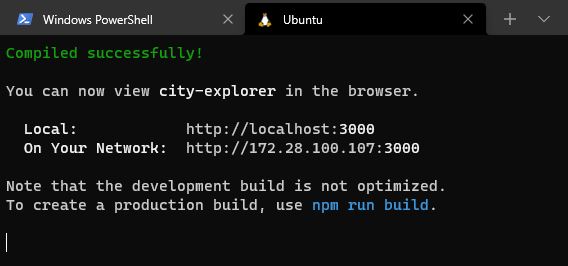 Windows PowerShell
Ubuntu
Compiled successfully!
You can now view city-explorer in the browser.
Local: http://localhost:3000
On Your Network: http://172.28.100.107:3000
Note that the development build is not optimized.
To create a production build, use npm run build.